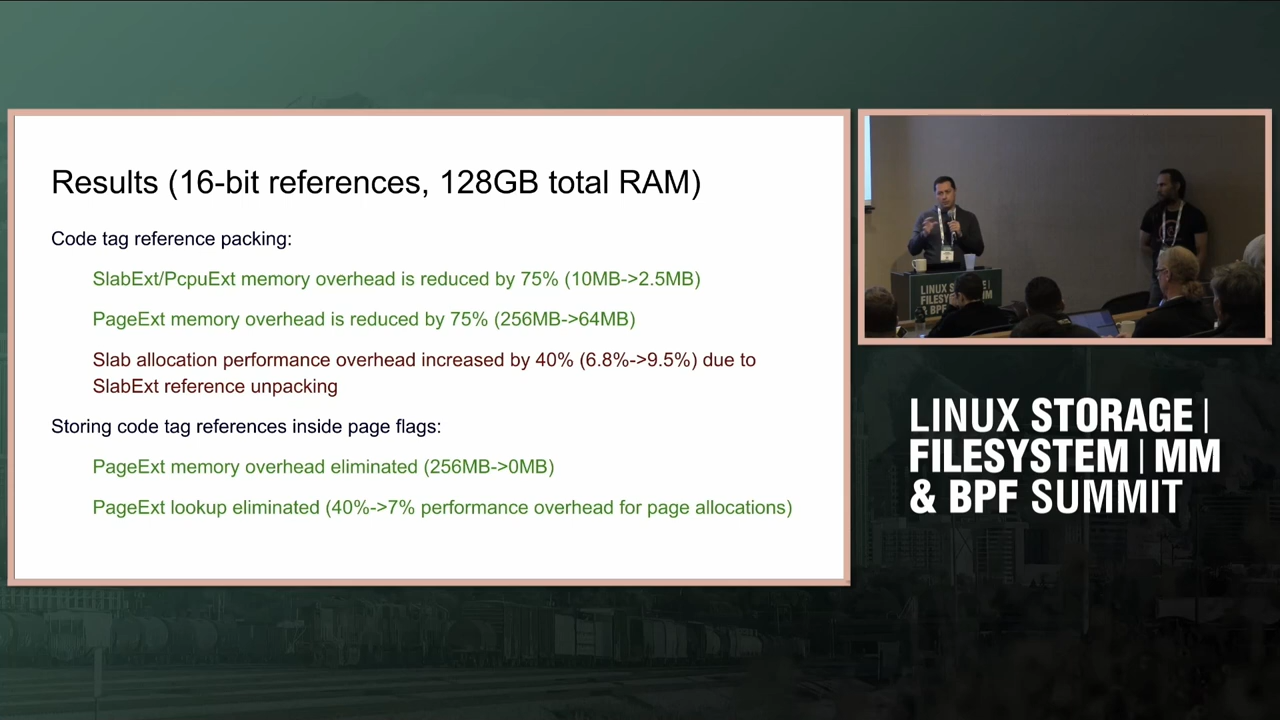 Results (16-bit references, 128GB total RAM)
Code tag reference packing:
SlabExt/PcpuExt memory overhead is reduced by 75% (10MB->2.5MB)
PageExt memory overhead is reduced by 75% (256MB->64MB)
Slab allocation performance overhead increased by 40% (6.8%->9.5%) due to
SlabExt reference unpacking
Storing code tag references inside page flags:
PageExt memory overhead eliminated (256MB->0MB)
PageExt lookup eliminated (40%->7% performance overhead for page allocations)
LINUX STORAGE |
FILESYSTEM | MM
& BPF SUMMIT
LINUX
FILESYSTEM MM
& BPF